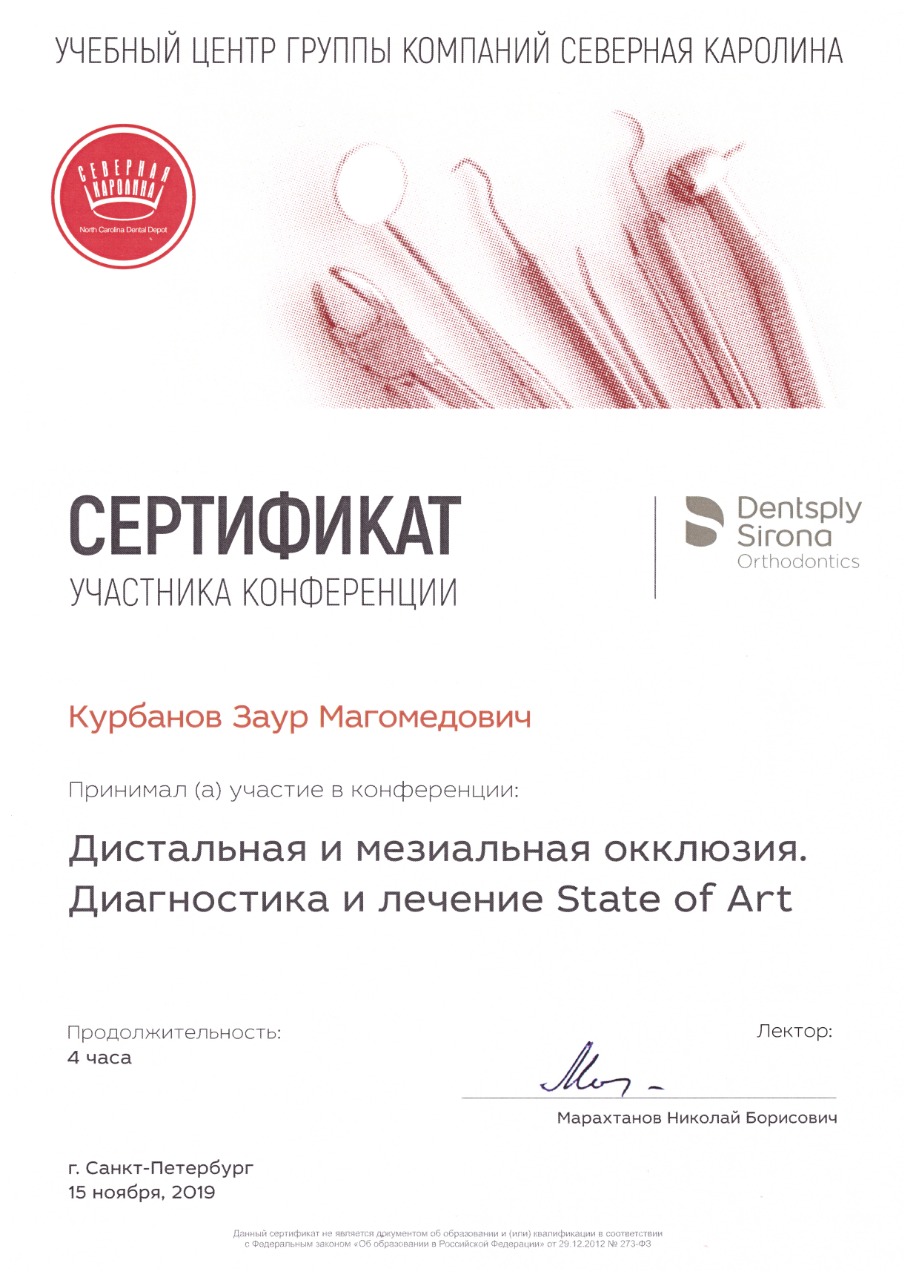 УЧЕБНЫЙ ЦЕНТР ГРУППЫ КОМПАНИЙ СЕВЕРНАЯ КАРОЛИНА
СЕВЕРНАЯ
КАРОЛИНА
North Carolina Dental Depot
СЕРТИФИКАТ
УЧАСТНИКА КОНФЕРЕНЦИИ
Dentsply
Sirona
Orthodontics
Курбанов Заур Магомедович
Принимал (а) участие в конференции:
Дистальная и мезиальная окклюзия.
Диагностика и лечение State of Art
Продолжительность:
4 часа
Лектор:
Марахтанов Николай Борисович
г. Санкт-Петербург
15 ноября, 2019
Данный сертификат не является документом об образовании и (или) квалификации в соответствии
с Федеральным законом «Об образовании в Российской Федерации» от 29.12.2012 № 273-ФЗ